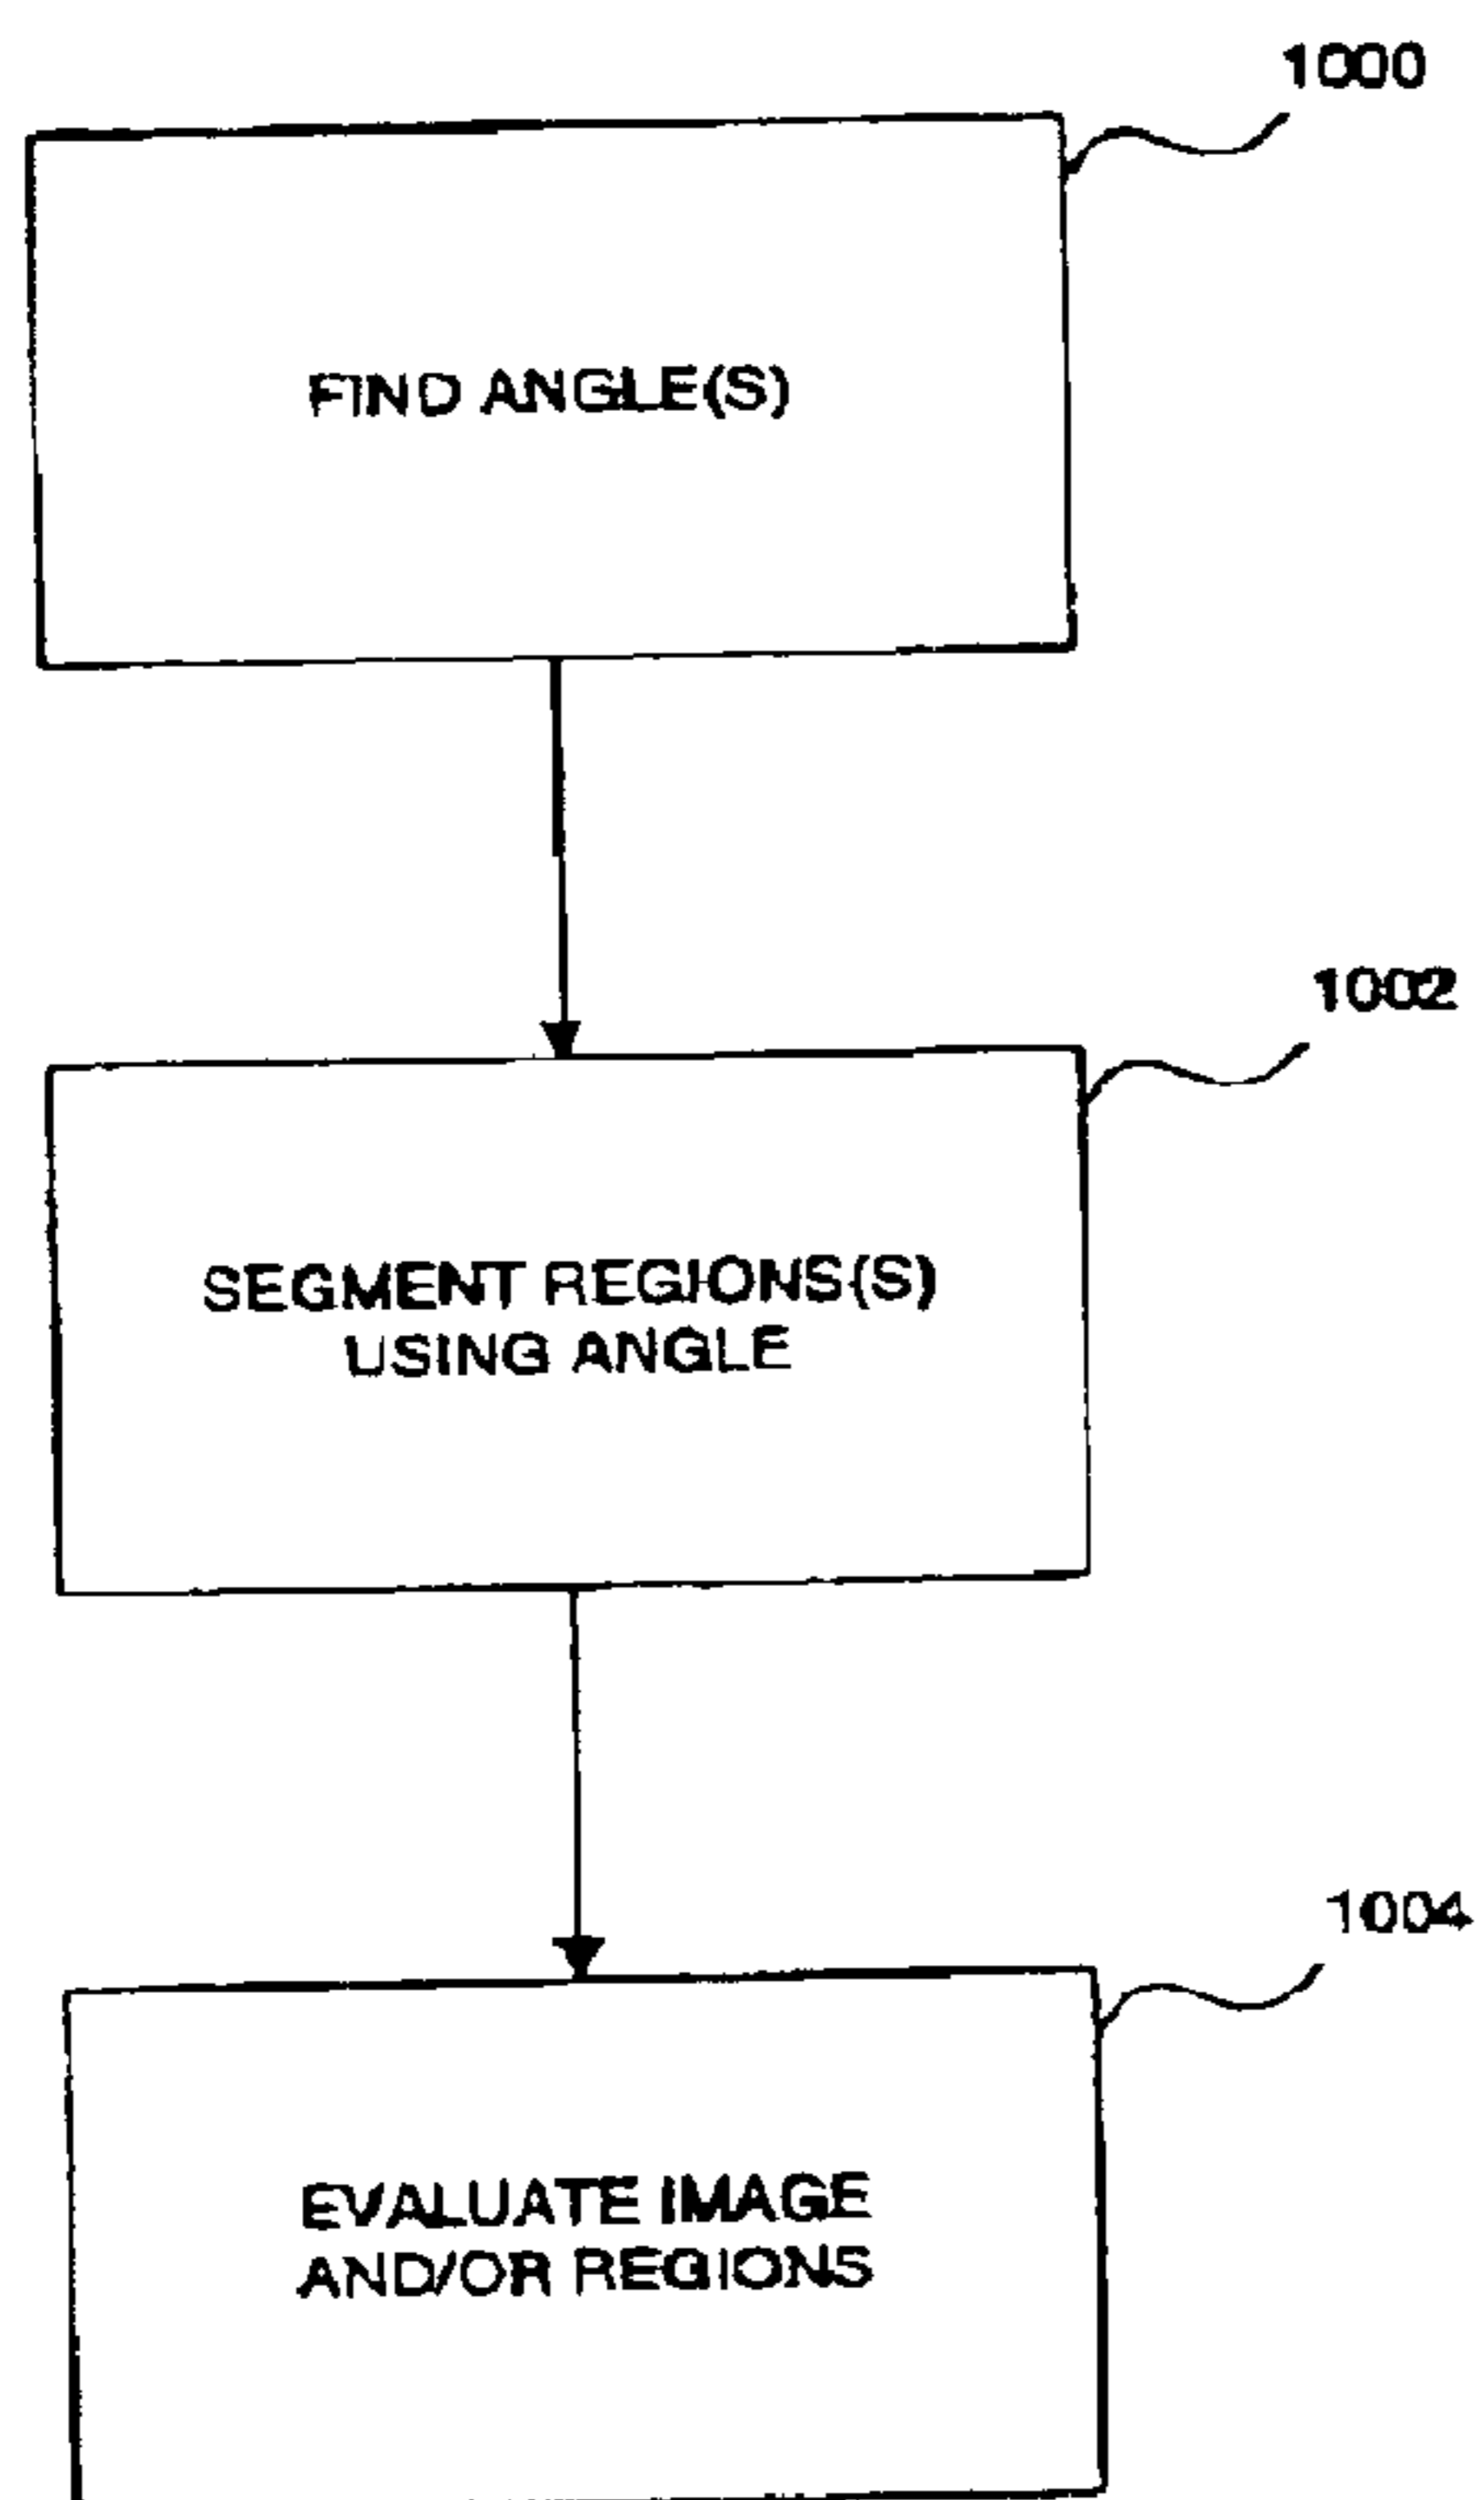 1000
FIND ANGLE(S)
1002
SEGMENT REGIONS(S)
USING ANGLE
1004
EVALUATE IMAGE
AND/OR REGIONS